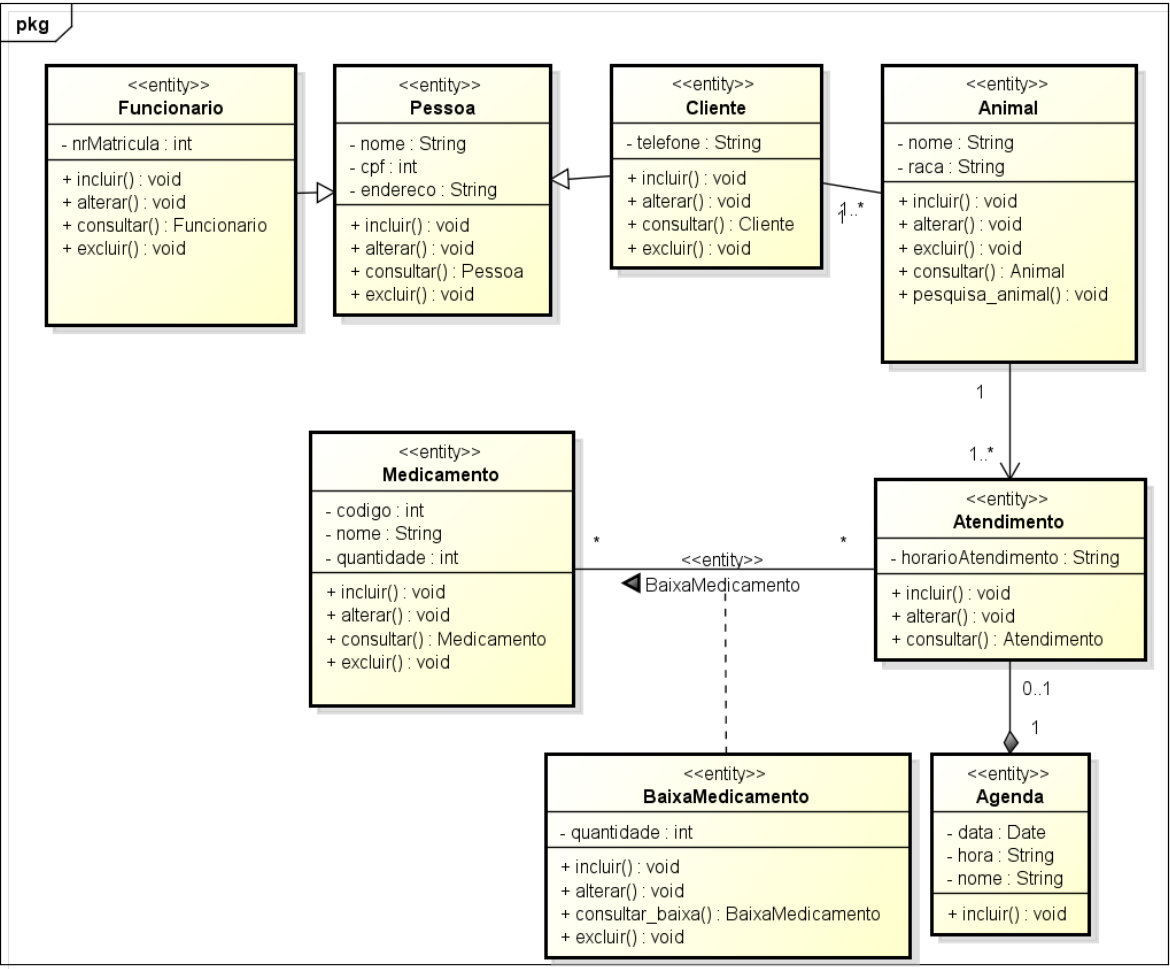 pkg
<<entity>>
Funcionario
- nrMatricula : int
+ incluir() : void
+ alterar() : void
+ consultar() : Funcionario
+ excluir() : void
<<entity>>
Pessoa
- nome : String
- cpf : int
- endereco : String
+ incluir() : void
+ alterar() : void
+ consultar() : Pessoa
+ excluir() : void
<<entity>>
Cliente
- telefone : String
+ incluir() : void
+ alterar() : void
+ consultar() : Cliente
+ excluir() : void
1..*
1
<<entity>>
Animal
- nome : String
- raca : String
+ incluir() : void
+ alterar() : void
+ excluir() : void
+ consultar() : Animal
+ pesquisa_animal() : void
1
1..*
<<entity>>
Medicamento
- codigo : int
- nome : String
- quantidade : int
+ incluir() : void
+ alterar() : void
+ consultar() : Medicamento
+ excluir() : void
*
*
<<entity>>
BaixaMedicamento
<<entity>>
Atendimento
- horarioAtendimento : String
+ incluir() : void
+ alterar() : void
+ consultar() : Atendimento
0..1
1
<<entity>>
BaixaMedicamento
- quantidade : int
+ incluir() : void
+ alterar() : void
+ consultar_baixa() : BaixaMedicamento
+ excluir() : void
<<entity>>
Agenda
- data : Date
- hora : String
- nome : String
+ incluir() : void